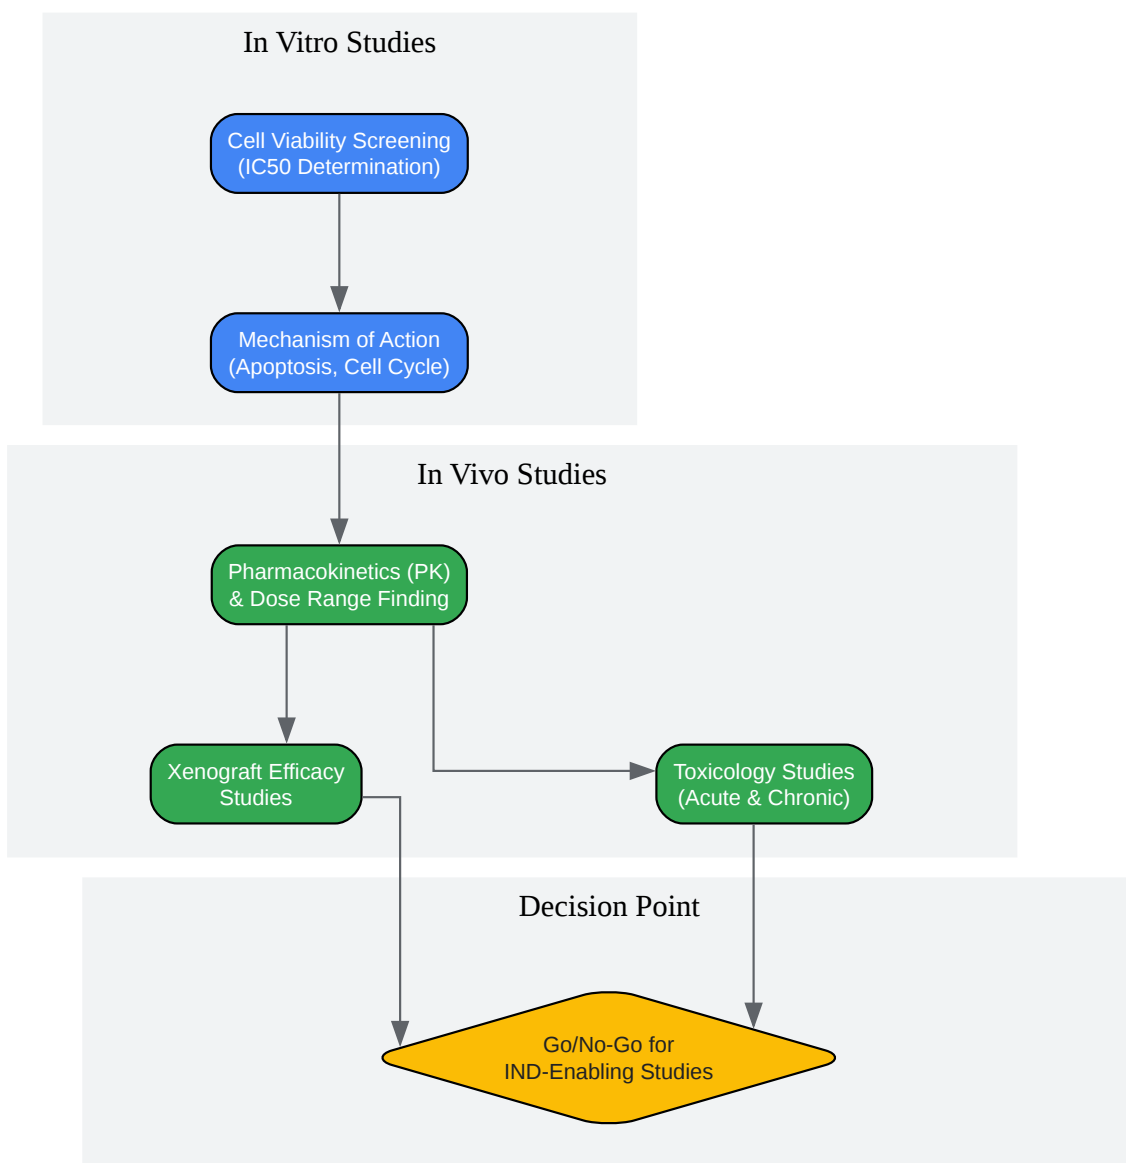 In Vitro Studies
Cell Viability Screening
(IC50 Determination)
Mechanism of Action
(Apoptosis, Cell Cycle)
In Vivo Studies
Pharmacokinetics (PK)
& Dose Range Finding
Xenograft Efficacy
Studies
Toxicology Studies
(Acute & Chronic)
Decision Point
Go/No-Go for
IND-Enabling Studies